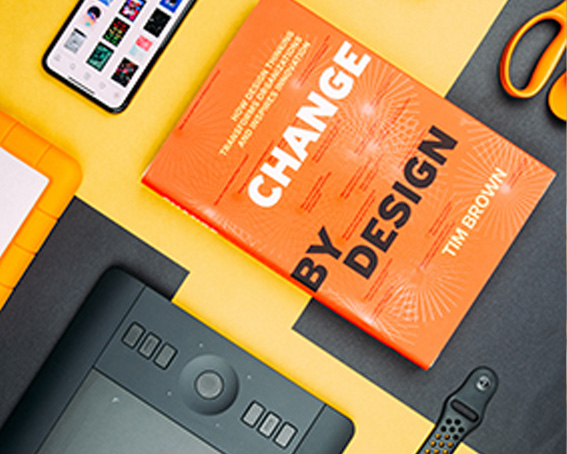 HOW DESIGN THINKING
TRANSFORMS ORGANIZATIONS
AND INSPIRES INNOVATION
CHANGE
BY
DESIGN
TIM BROWN